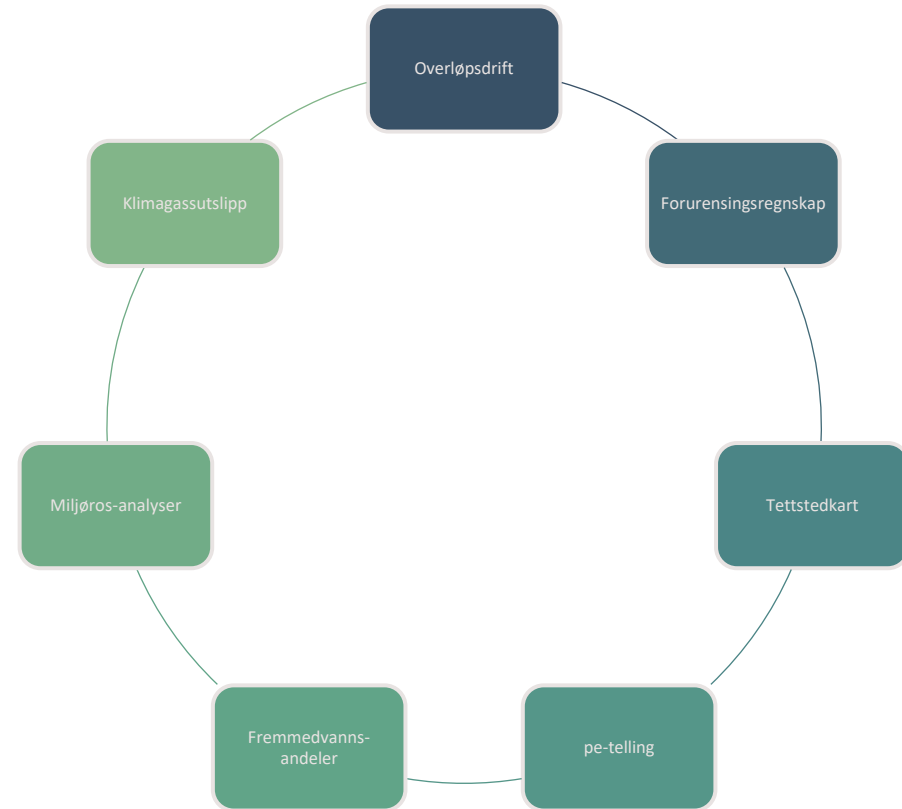 Overløpsdrift
Forurensingsregnskap
Tettstedkart
pe-telling
Fremmedvanns-
andeler
Miljøros-analyser
Klimagassutslipp